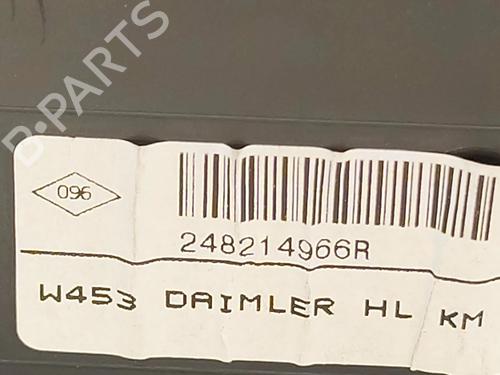 B-PARTS
096
248214966R
W453 DAIMLER HL KM